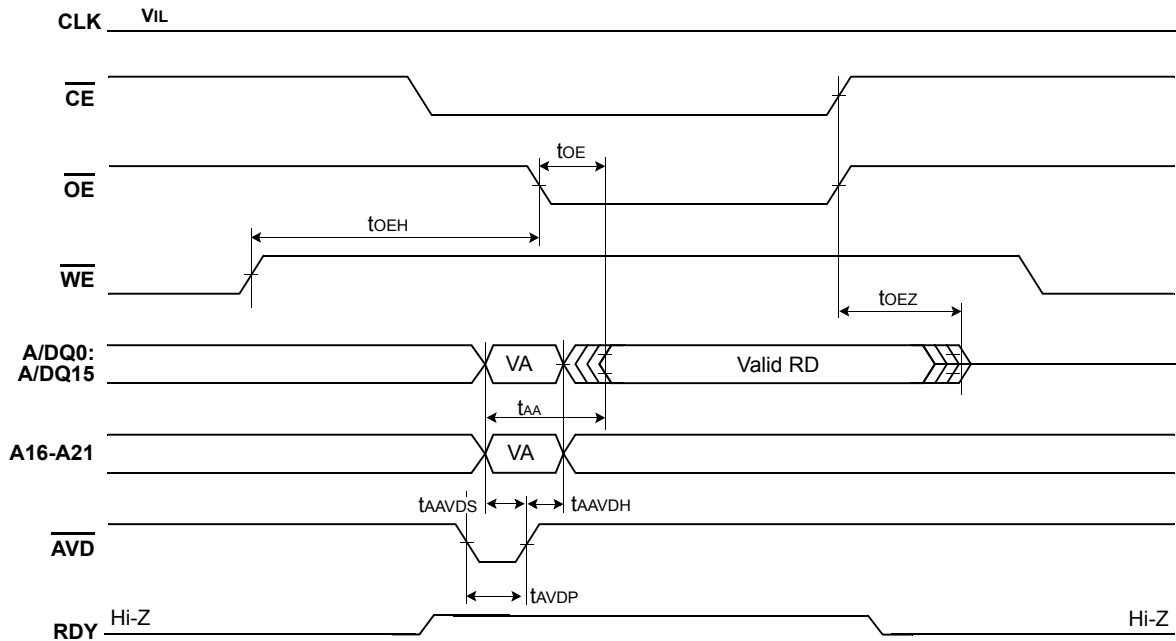 CLK VIL
CE
OE
tOE
tOEH
WE
tOEZ
A/DQ0:
A/DQ15
VA
Valid RD
tAA
A16-A21
VA
tAAVDS
tAAVDH
AVD
tAVDP
RDY
Hi-Z
Hi-Z